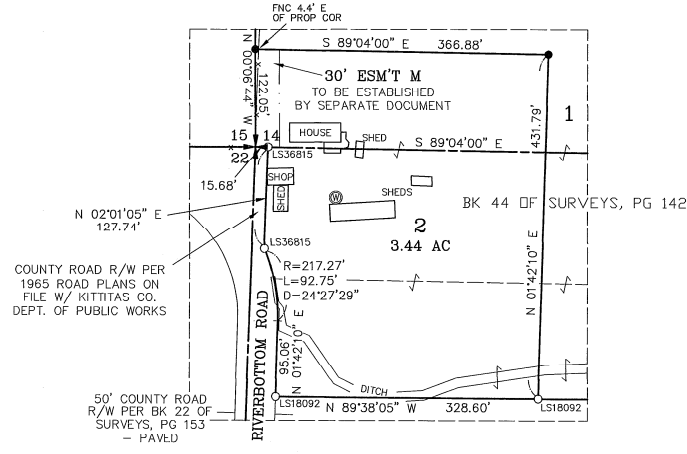 FNC 4.4' E
OF PROP COR
S 89°04'00" E 366.88'
N 00°06'44" W
122.05'
30' ESM'T M
TO BE ESTABLISHED
BY SEPARATE DOCUMENT
431.79'
1
15 14
22
HOUSE
SHED
S 89°04'00" E
LS36815
15.68'
SHOP
SHED
W
SHEDS
BK 44 OF SURVEYS, PG 142
N 02°01'05" E
127.74'
2
3.44 AC
LS36815
R=217.27'
L=92.75'
D=24°27'29"
COUNTY ROAD R/W PER
1965 ROAD PLANS ON
FILE W/ KITTITAS CO.
DEPT. OF PUBLIC WORKS
N 01°42'10" E
RIVERBOTTOM ROAD
95.06'
N 01°42'10" E
DITCH
50' COUNTY ROAD
R/W PER BK 22 OF
SURVEYS, PG 153
- PAVED
LS18092
N 89°38'05" W 328.60'
LS18092